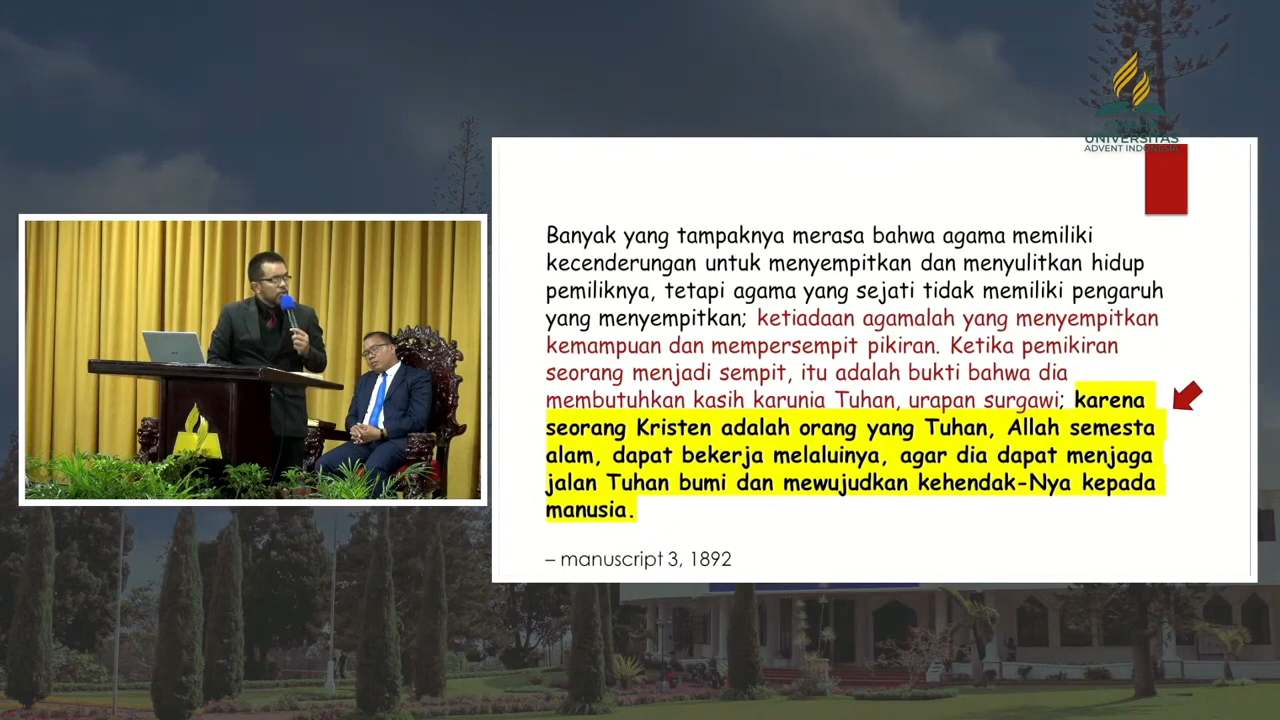 UNIVERSITAS
ADVENT INDONESIA
Banyak yang tampaknya merasa bahwa agama memiliki
kecenderungan untuk menyempitkan dan menyulitkan hidup
pemiliknya, tetapi agama yang sejati tidak memiliki pengaruh
yang menyempitkan; ketiadaan agamalah yang menyempitkan
kemampuan dan mempersempit pikiran. Ketika pemikiran
seorang menjadi sempit, itu adalah bukti bahwa dia
membutuhkan kasih karunia Tuhan, urapan surgawi; karena
seorang Kristen adalah orang yang Tuhan, Allah semesta
alam, dapat bekerja melaluinya, agar dia dapat menjaga
jalan Tuhan bumi dan mewujudkan kehendak-Nya kepada
manusia.
– manuscript 3, 1892